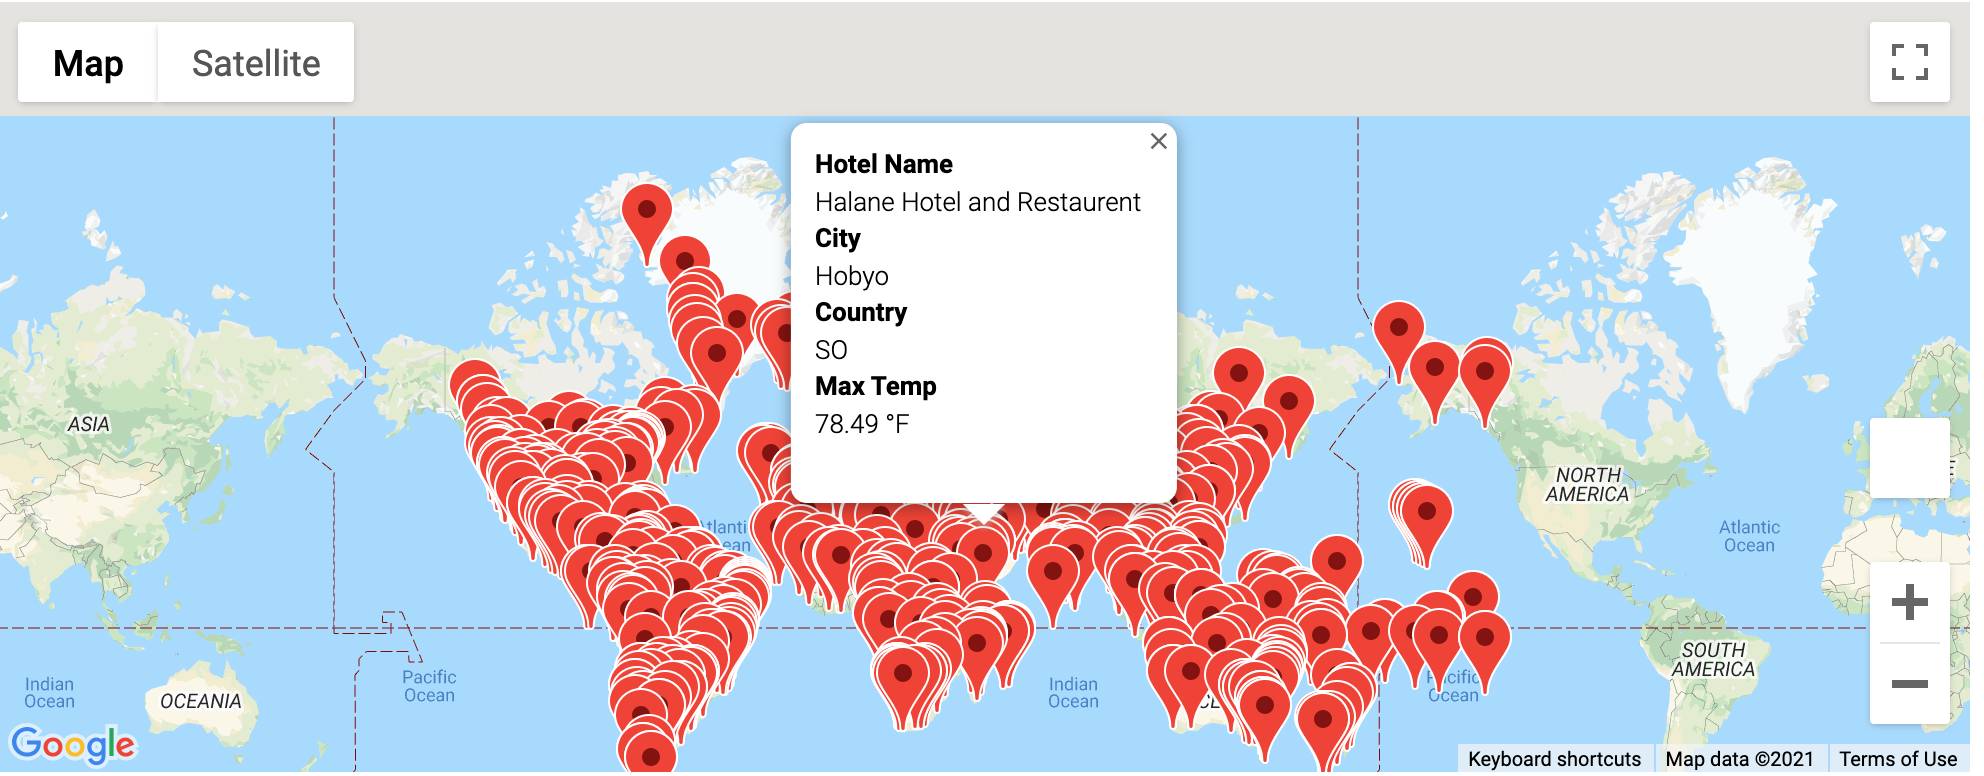 Map Satellite
Hotel Name
Halane Hotel and Restaurent
City
Hobyo
Country
SO
Max Temp
78.49 °F
ASIA
NORTH
AMERICA
Atlantic
Ocean
SOUTH
AMERICA
Indian
Ocean
OCEANIA
Pacific
Ocean
Indian
Ocean
Pacific
Ocean
Google
Keyboard shortcuts Map data ©2021 Terms of Use